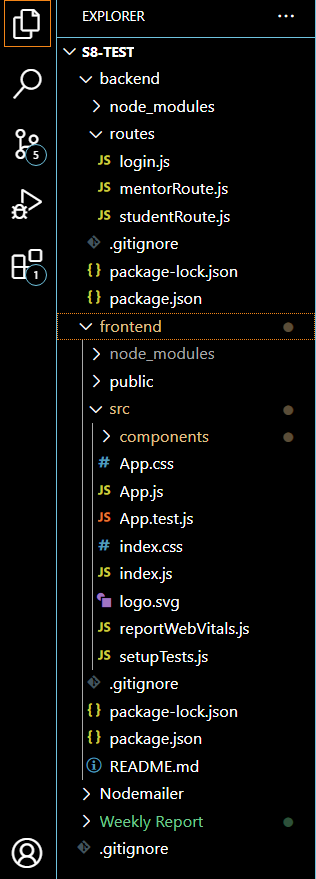 EXPLORER
S8-TEST
backend
node_modules
routes
JS login.js
JS mentorRoute.js
JS studentRoute.js
.gitignore
{} package-lock.json
{} package.json
frontend
node_modules
public
src
components
# App.css
JS App.js
JS App.test.js
# index.css
JS index.js
logo.svg
JS reportWebVitals.js
JS setupTests.js
.gitignore
{} package-lock.json
{} package.json
README.md
Nodemailer
Weekly Report
.gitignore
5
1